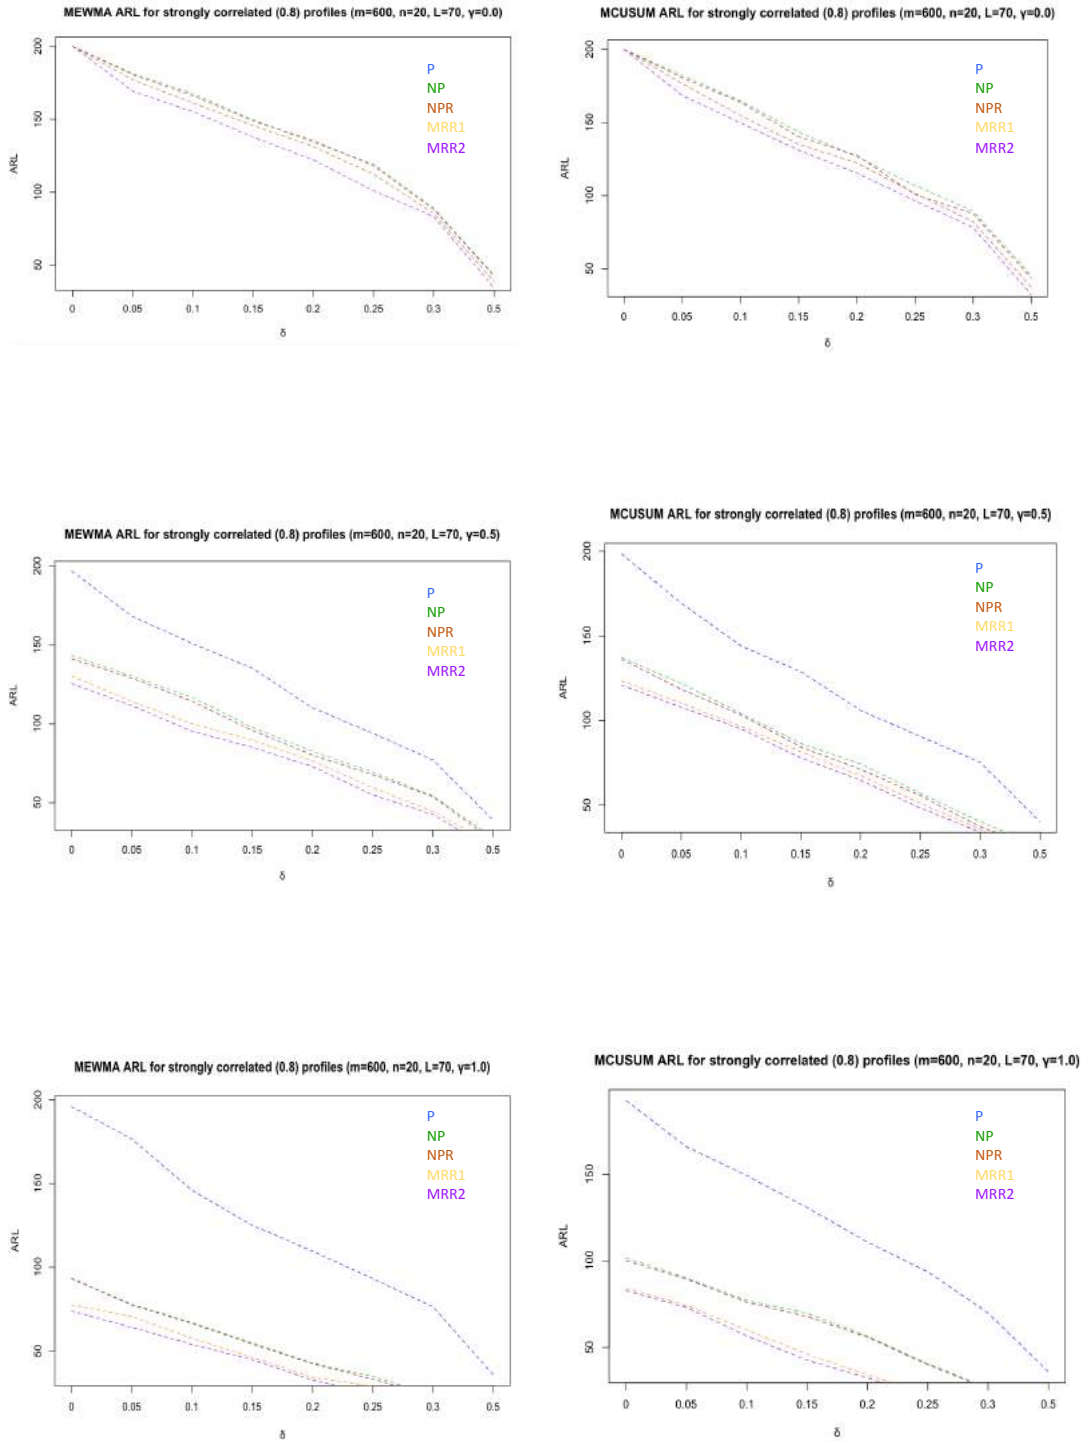 MEWMA ARL for strongly correlated (0.8) profiles (m=600, n=20, L=70, γ=0.0)
200
150
100
50
ARL
P
NP
NPR
MRR1
MRR2
0 0.05 0.1 0.15 0.2 0.25 0.3 0.5
δ
MCUSUM ARL for strongly correlated (0.8) profiles (m=600, n=20, L=70, γ=0.0)
200
150
100
50
ARL
P
NP
NPR
MRR1
MRR2
0 0.05 0.1 0.15 0.2 0.25 0.3 0.5
δ
MEWMA ARL for strongly correlated (0.8) profiles (m=600, n=20, L=70, γ=0.5)
200
150
100
50
ARL
P
NP
NPR
MRR1
MRR2
0 0.05 0.1 0.15 0.2 0.25 0.3 0.5
δ
MCUSUM ARL for strongly correlated (0.8) profiles (m=600, n=20, L=70, γ=0.5)
200
150
100
50
ARL
P
NP
NPR
MRR1
MRR2
0 0.05 0.1 0.15 0.2 0.25 0.3 0.5
δ
MEWMA ARL for strongly correlated (0.8) profiles (m=600, n=20, L=70, γ=1.0)
200
150
100
50
ARL
P
NP
NPR
MRR1
MRR2
0 0.05 0.1 0.15 0.2 0.25 0.3 0.5
δ
MCUSUM ARL for strongly correlated (0.8) profiles (m=600, n=20, L=70, γ=1.0)
150
100
50
ARL
P
NP
NPR
MRR1
MRR2
0 0.05 0.1 0.15 0.2 0.25 0.3 0.5
δ